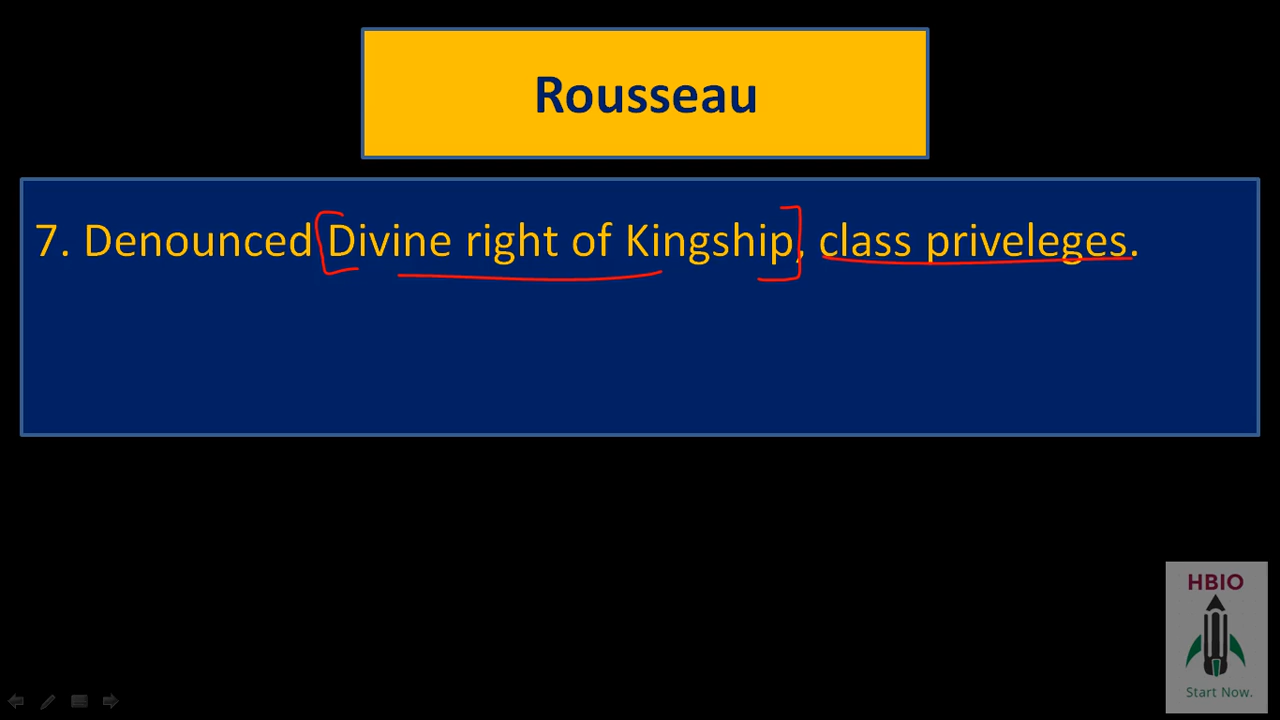 Rousseau
7. Denounced Divine right of Kingship, class priveleges.
HBIO
Start Now.